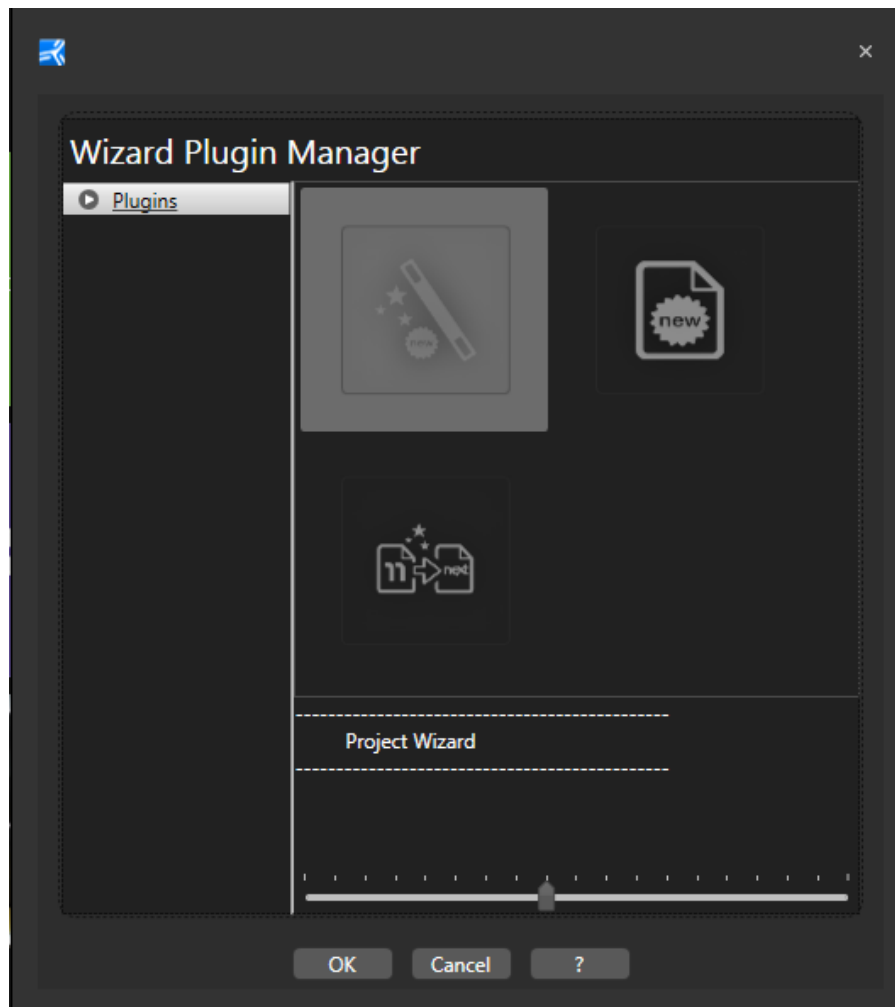 Wizard Plugin Manager
Plugins
new
new
11 next
Project Wizard
OK Cancel ?